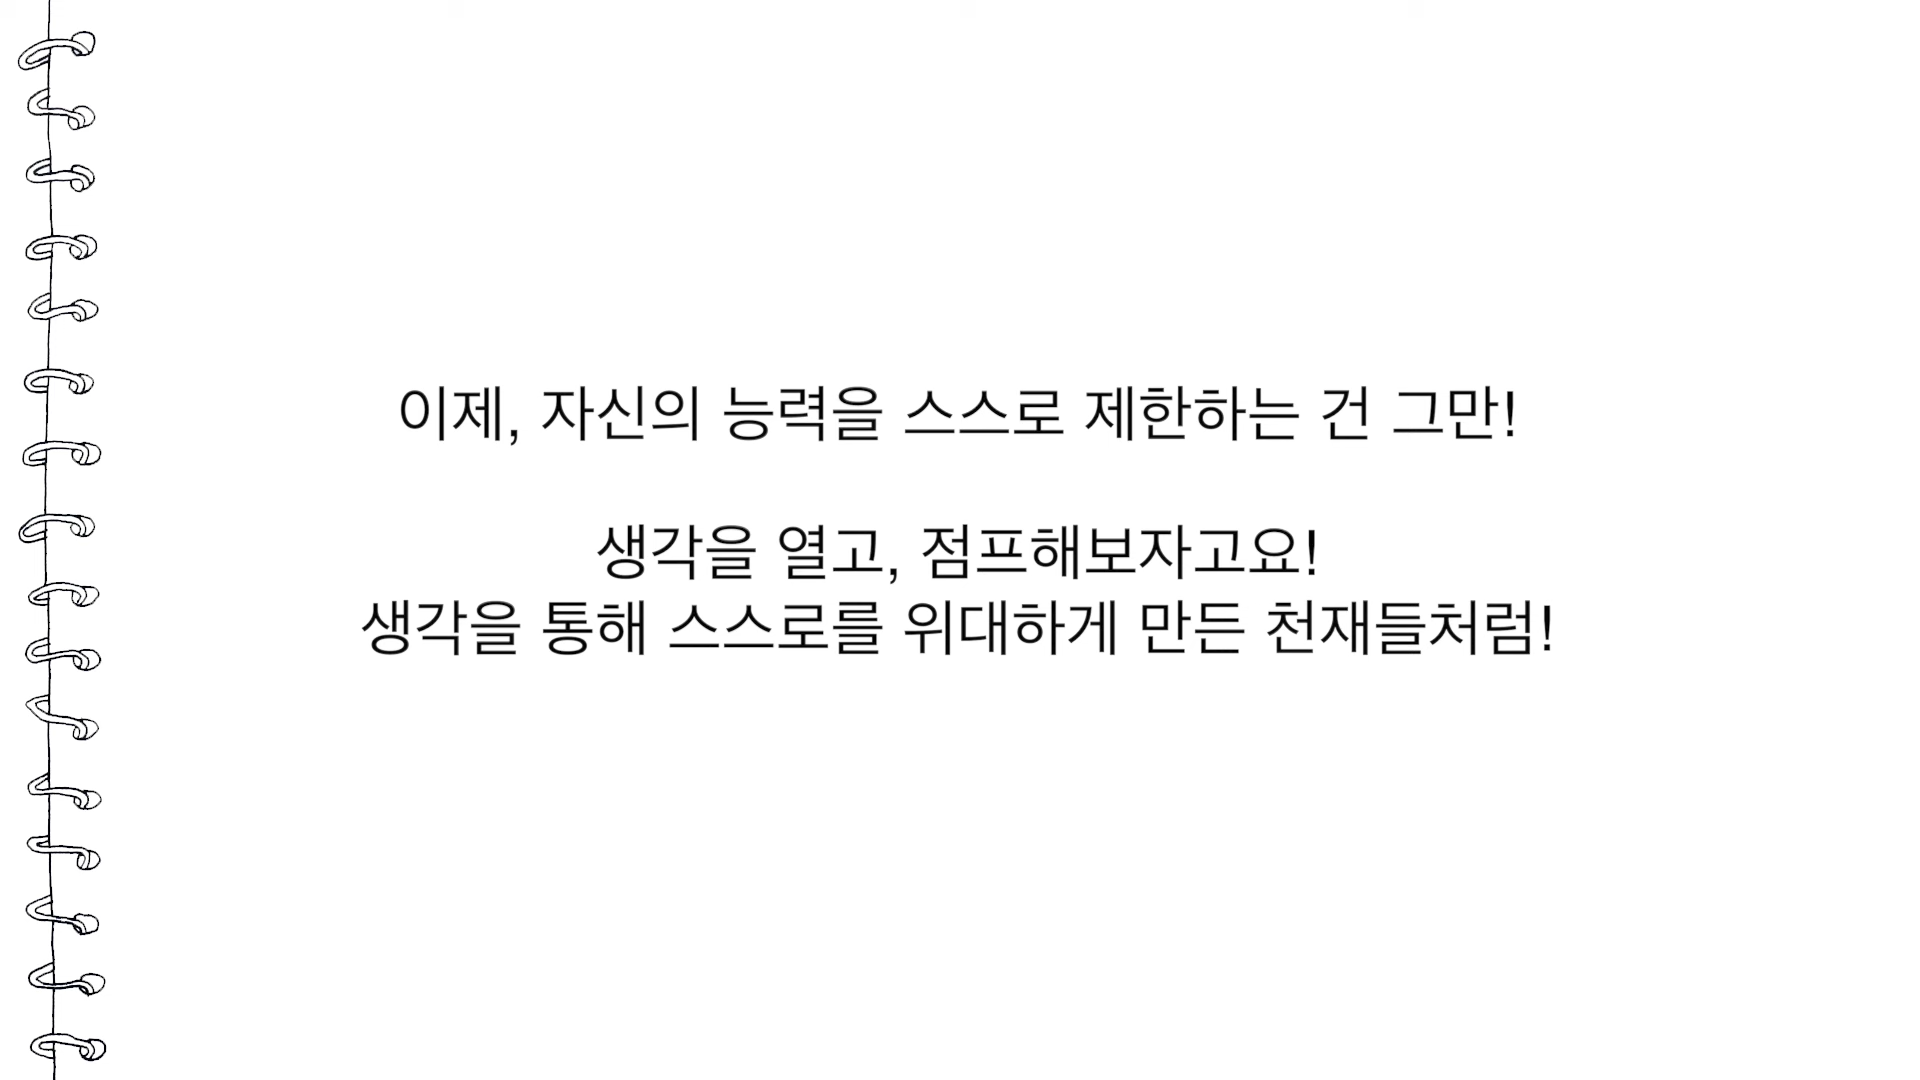 이제, 자신의 능력을 스스로 제한하는 건 그만!
생각을 열고, 점프해보자고요!
생각을 통해 스스로를 위대하게 만든 천재들처럼!